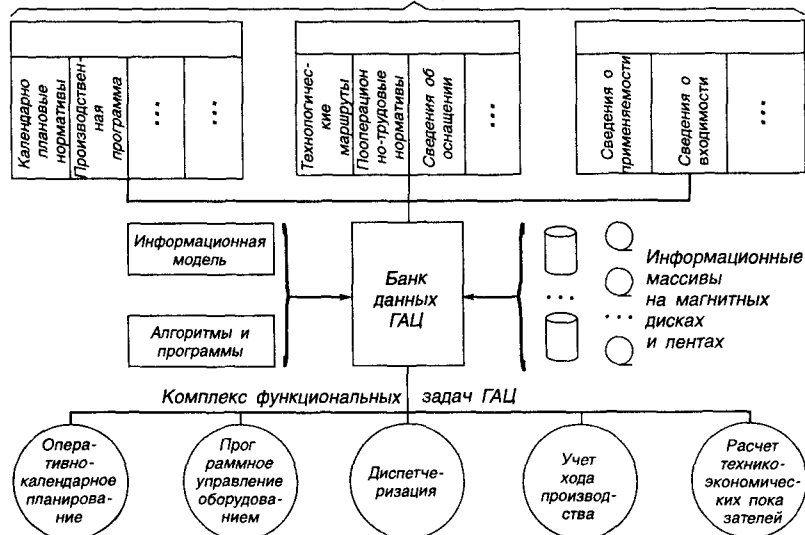 Календарно
плановые
нормативы
Производствен-
ная
программа
...
...
Технологичес-
кие
маршруты
Пооперацион
но-трудовые
нормативы
Сведения об
оснащении
...
Сведения о
применяемости
Сведения о
входимости
...
Информационная
модель
Алгоритмы и
программы
Банк
данных
ГАЦ
...
...
Информационные
массивы
на магнитных
дисках
и лентах
Комплекс функциональных задач ГАЦ
Опера-
тивно-
календарное
планирова-
ние
Прог
раммное
управление
оборудова-
нием
Диспетче-
ризация
Учет
хода
производ-
ства
Расчет
технико-
экономичес-
ких пока
зателей